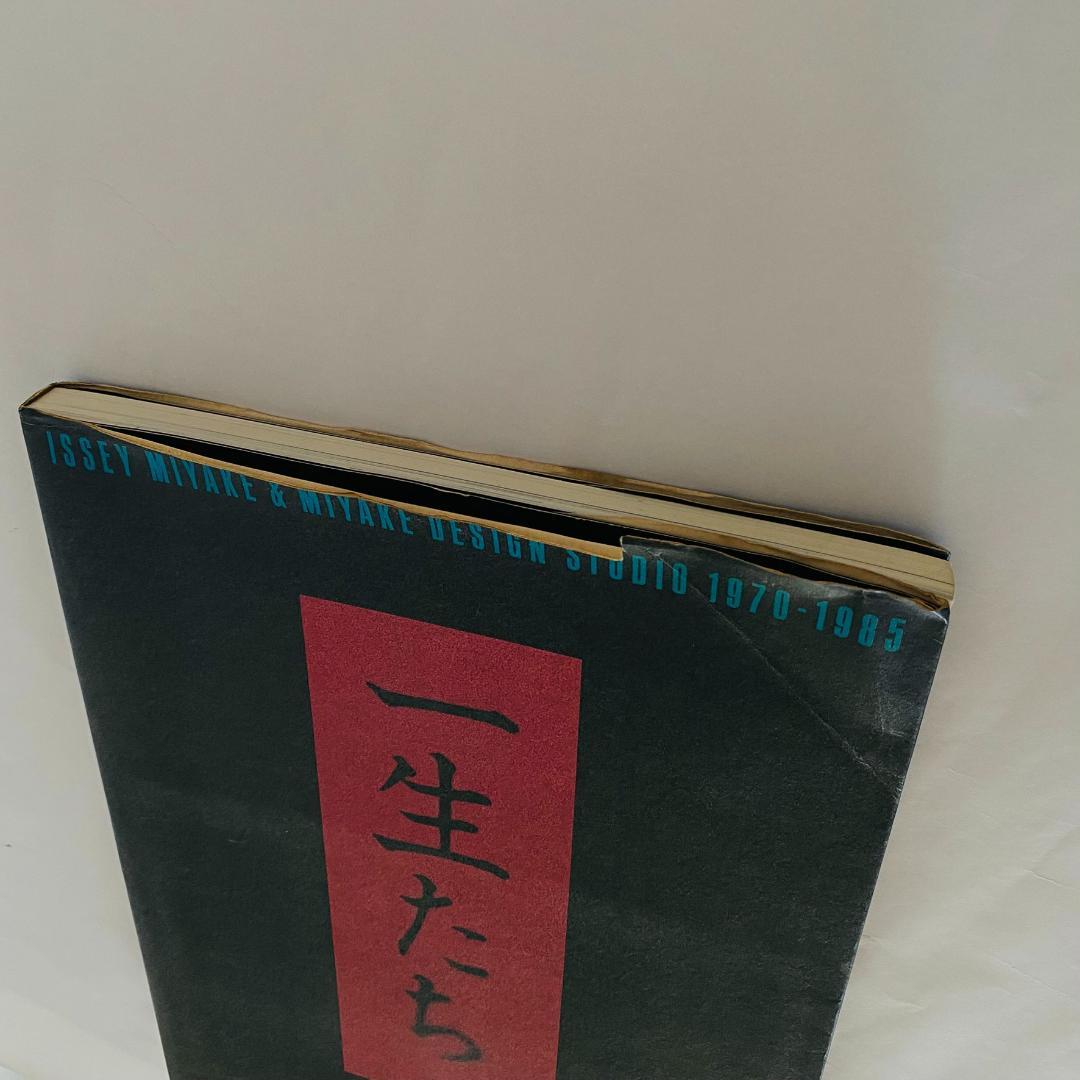 ISSEY MIYAKE & MIYAKE DESIGN STUDIO 1970-1985
一生たち